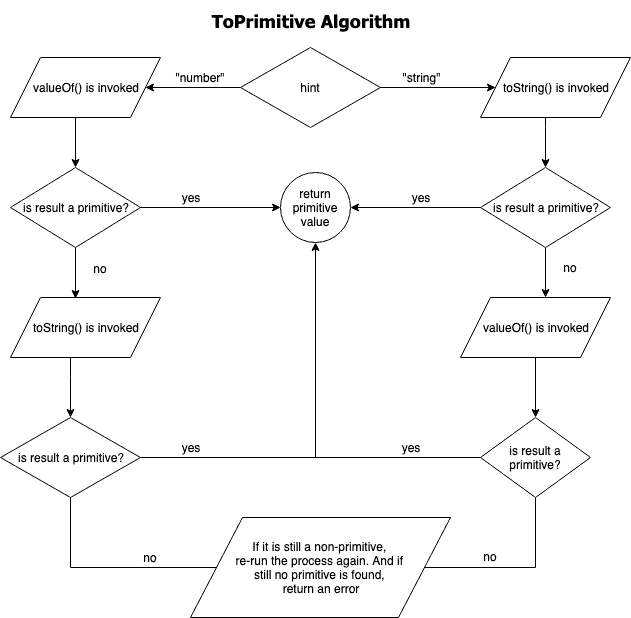 ToPrimitive Algorithm
valueOf() is invoked
"number"
hint
"string"
toString() is invoked
is result a primitive?
yes
return
primitive
value
yes
is result a primitive?
no
no
toString() is invoked
valueOf() is invoked
is result a primitive?
yes
yes
is result a
primitive?
no
If it is still a non-primitive,
re-run the process again. And if
still no primitive is found,
return an error
no